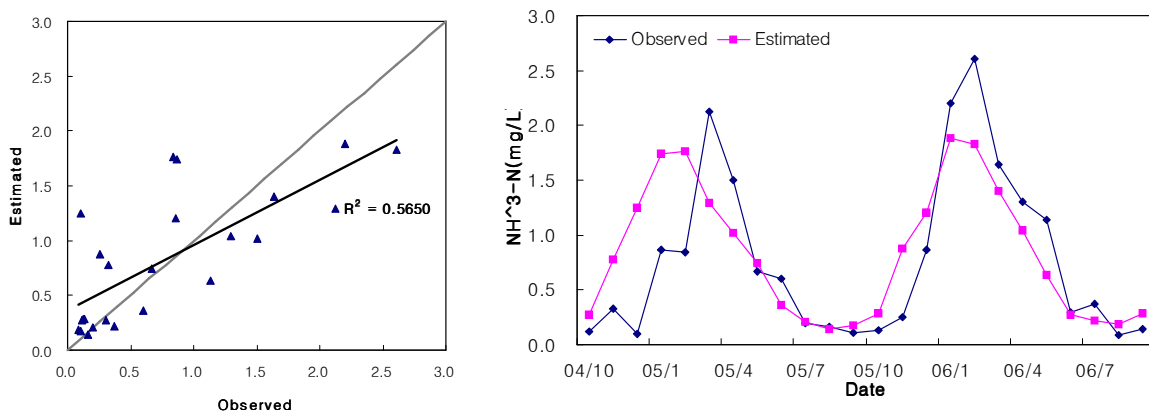 3.0
2.5
2.0
1.5
1.0
0.5
0.0
Estimated
R² = 0.5650
0.0 0.5 1.0 1.5 2.0 2.5 3.0
Observed
Observed Estimated
3.0
2.5
2.0
1.5
1.0
0.5
0.0
NH^3-N(mg/L)
04/10 05/1 05/4 05/7 05/10 06/1 06/4 06/7
Date